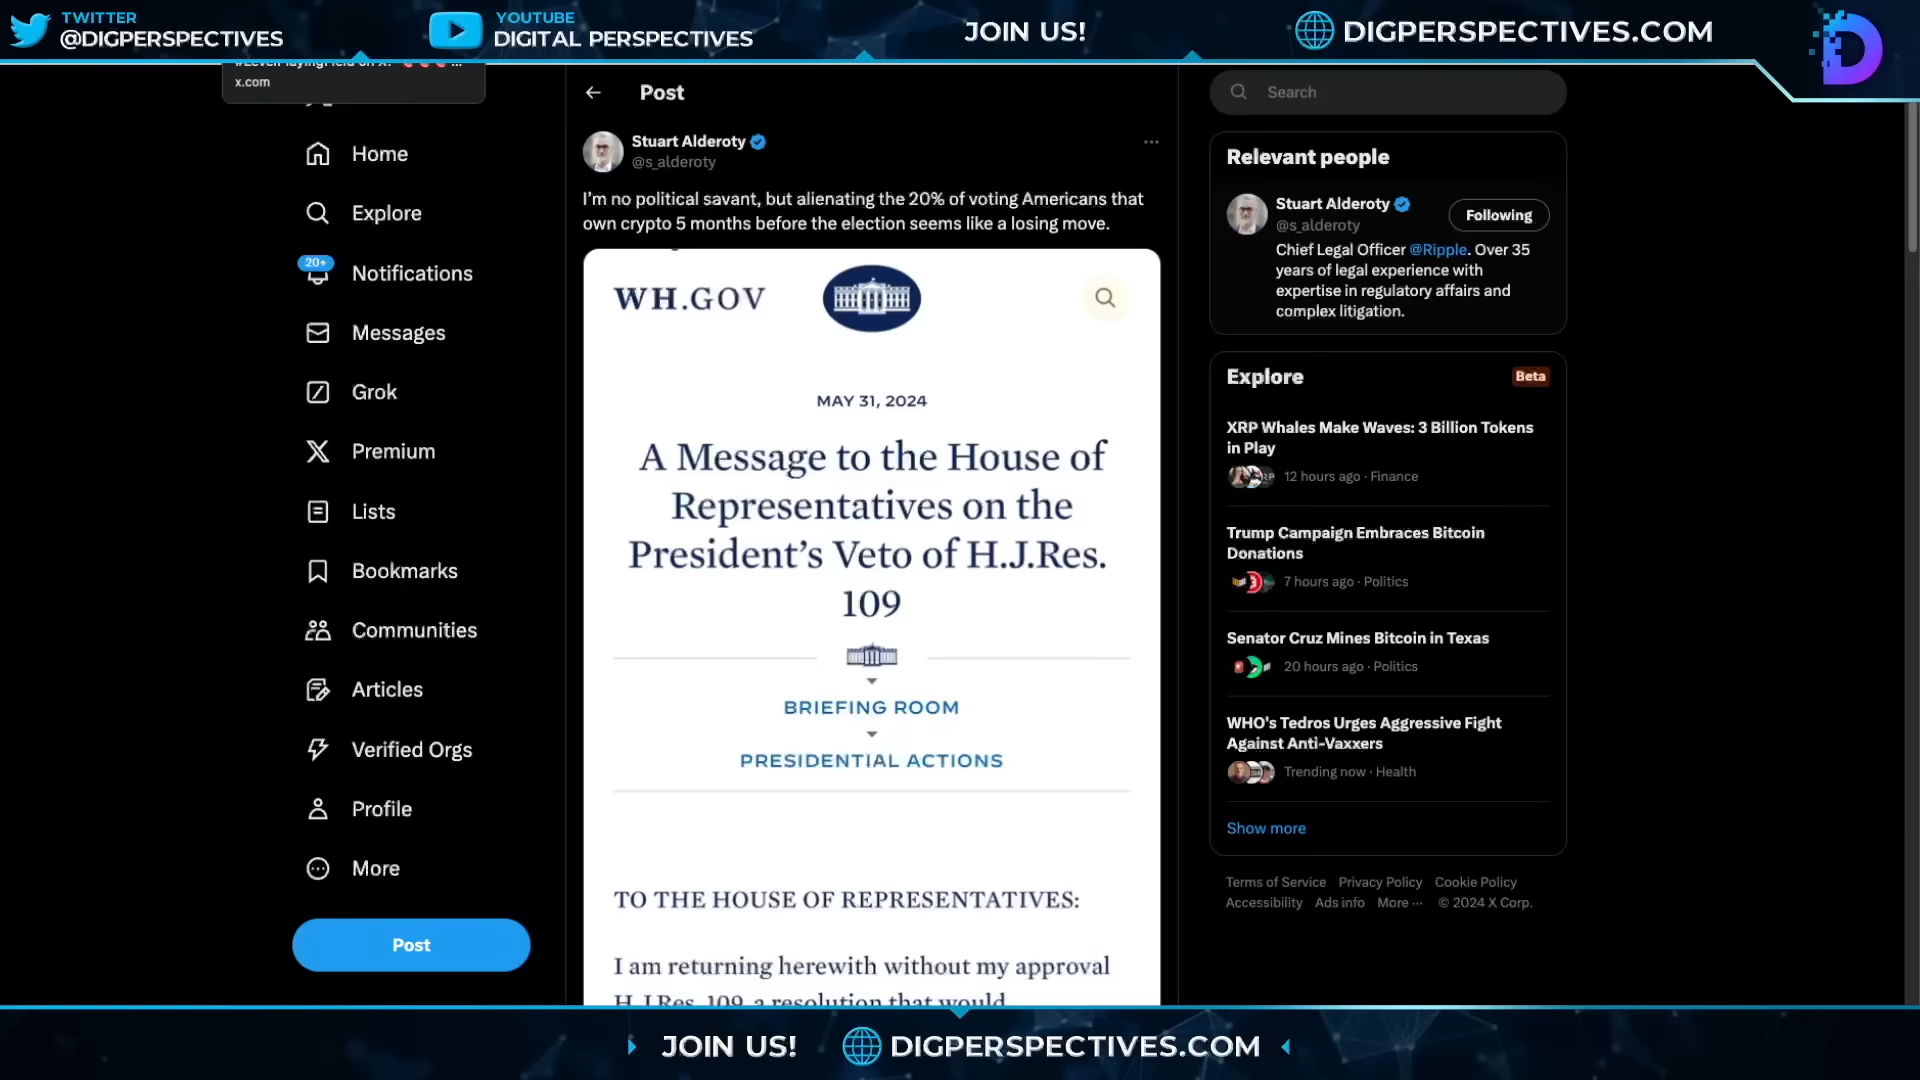 TWITTER
@DIGPERSPECTIVES
YOUTUBE
DIGITAL PERSPECTIVES
JOIN US!
DIGPERSPECTIVES.COM
x.com
Home
Explore
20+
Notifications
Messages
Grok
Premium
Lists
Bookmarks
Communities
Articles
Verified Orgs
Profile
More
Post
Post
Stuart Alderoty
@s_alderoty
I'm no political savant, but alienating the 20% of voting Americans that
own crypto 5 months before the election seems like a losing move.
WH.GOV
MAY 31, 2024
A Message to the House of
Representatives on the
President's Veto of H.J.Res.
109
BRIEFING ROOM
PRESIDENTIAL ACTIONS
TO THE HOUSE OF REPRESENTATIVES:
I am returning herewith without my approval
H.J.Res. 109, a resolution that would
Search
Relevant people
Stuart Alderoty
@s_alderoty
Following
Chief Legal Officer @Ripple. Over 35
years of legal experience with
expertise in regulatory affairs and
complex litigation.
Explore
Beta
XRP Whales Make Waves: 3 Billion Tokens
in Play
12 hours ago · Finance
Trump Campaign Embraces Bitcoin
Donations
7 hours ago · Politics
Senator Cruz Mines Bitcoin in Texas
20 hours ago · Politics
WHO's Tedros Urges Aggressive Fight
Against Anti-Vaxxers
Trending now · Health
Show more
Terms of Service Privacy Policy Cookie Policy
Accessibility Ads info More ··· © 2024 X Corp.
JOIN US!
DIGPERSPECTIVES.COM